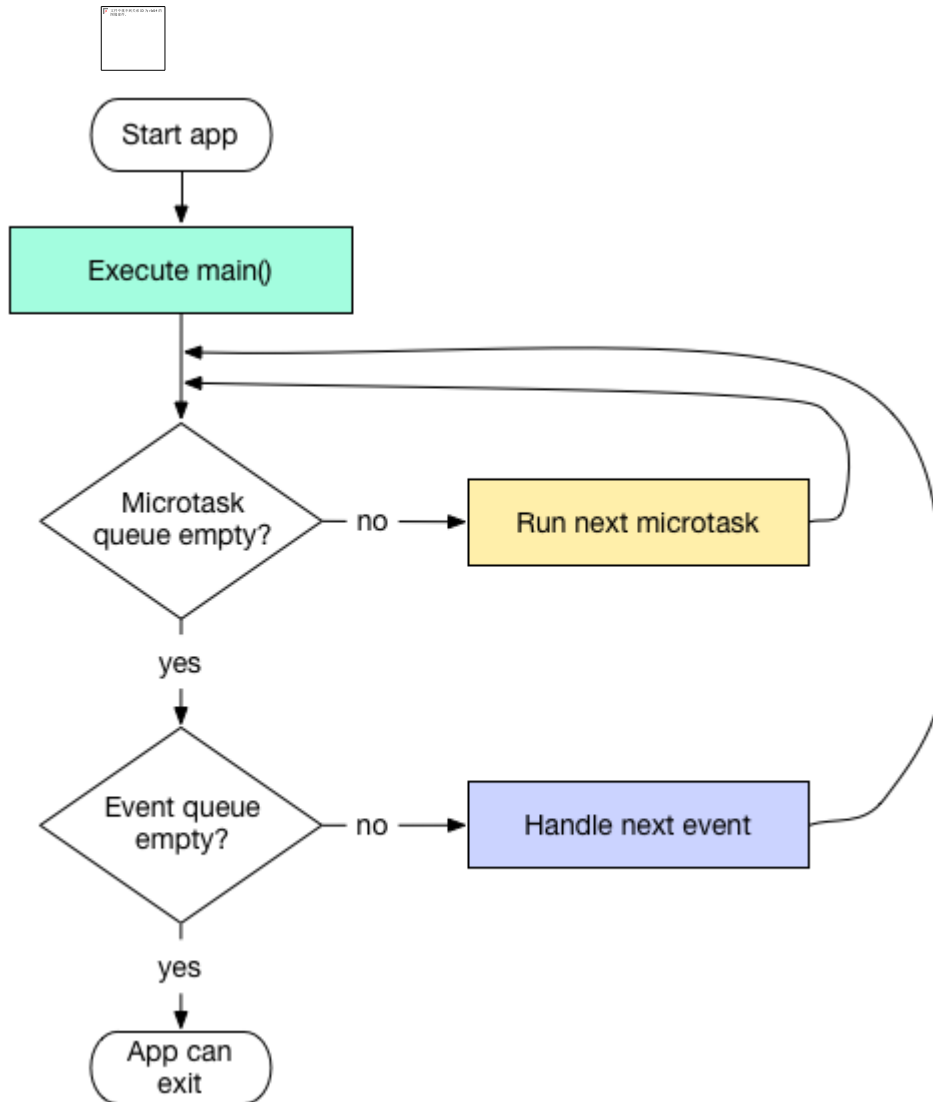 Start app
Execute main()
Microtask
queue empty?
no
Run next microtask
yes
Event queue
empty?
no
Handle next event
yes
App can
exit